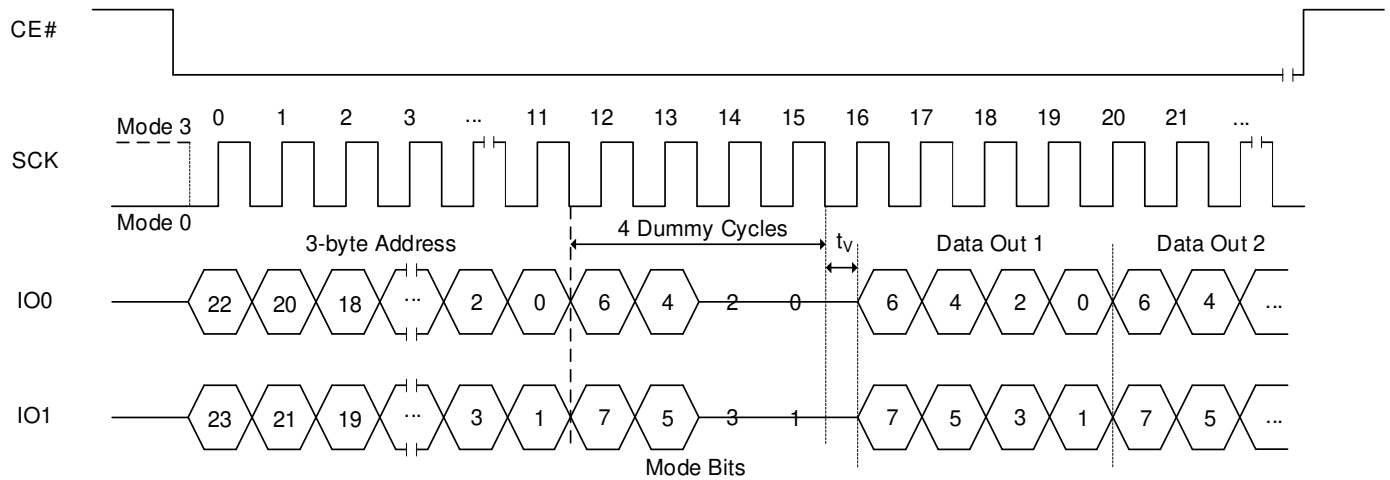 CE#
Mode 3 0 1 2 3 ... 11 12 13 14 15 16 17 18 19 20 21 ...
SCK
Mode 0
3-byte Address 4 Dummy Cycles tV Data Out 1 Data Out 2
IO0 22 20 18 ... 2 0 6 4 2 0 6 4 2 0 6 4 ...
IO1 23 21 19 ... 3 1 7 5 3 1 7 5 3 1 7 5 ...
Mode Bits